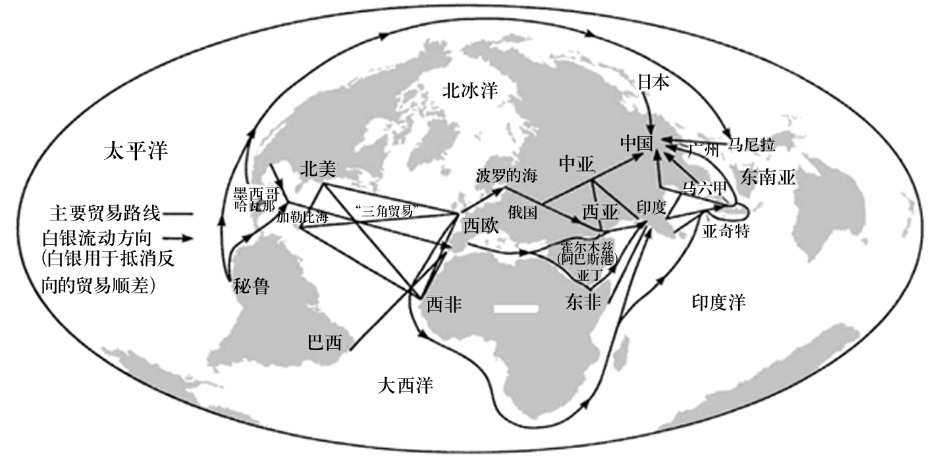 北冰洋
日本
太平洋
中国
广州
马尼拉
北美
中亚
波罗的海
东南亚
墨西哥
哈瓦那
加勒比海
“三角贸易”
俄国
西亚
印度
马六甲
主要贸易路线
西欧
亚奇特
白银流动方向
(白银用于抵消反
向的贸易顺差)
霍尔木兹
(阿巴斯港)
亚丁
秘鲁
西非
东非
印度洋
巴西
大西洋